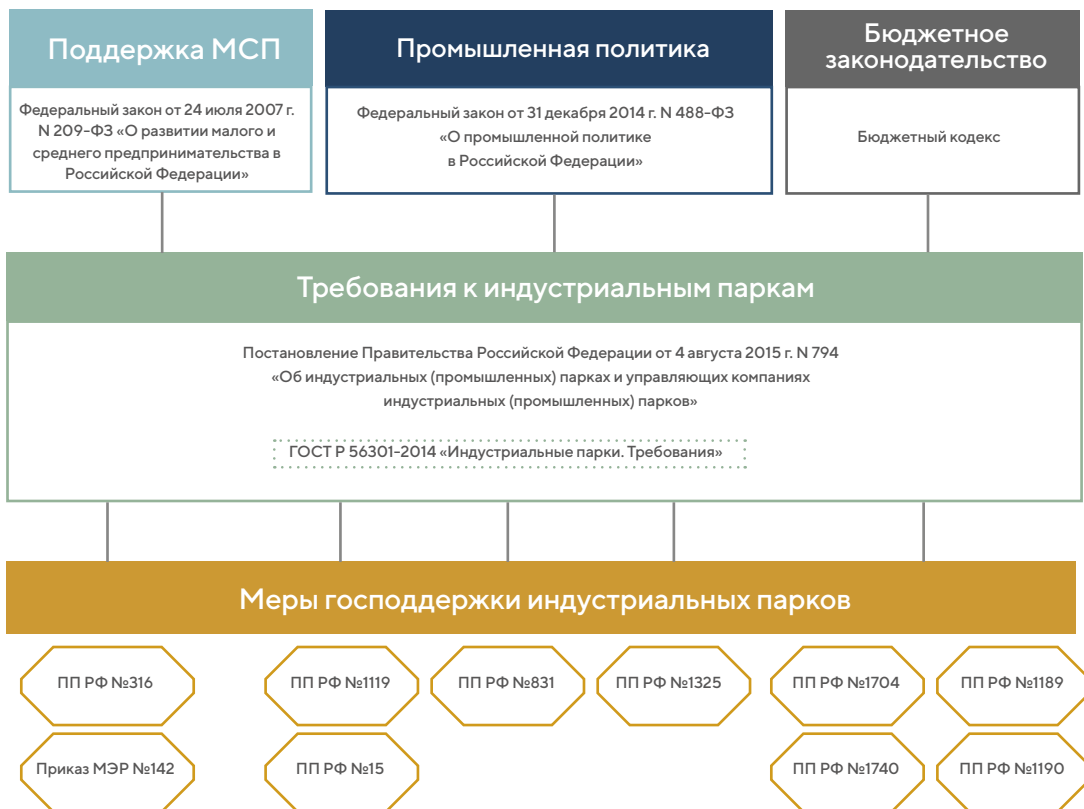 Поддержка МСП
Федеральный закон от 24 июля 2007 г.
N 209-ФЗ «О развитии малого и
среднего предпринимательства в
Российской Федерации»
Промышленная политика
Федеральный закон от 31 декабря 2014 г. N 488-ФЗ
«О промышленной политике
в Российской Федерации»
Бюджетное
законодательство
Бюджетный кодекс
Требования к индустриальным паркам
Постановление Правительства Российской Федерации от 4 августа 2015 г. N 794
«Об индустриальных (промышленных) парках и управляющих компаниях
индустриальных (промышленных) парков»
ГОСТ Р 56301-2014 «Индустриальные парки. Требования»
Меры господдержки индустриальных парков
ПП РФ №316
ПП РФ №1119
ПП РФ №831
ПП РФ №1325
ПП РФ №1704
ПП РФ №1189
Приказ МЭР №142
ПП РФ №15
ПП РФ №1740
ПП РФ №1190